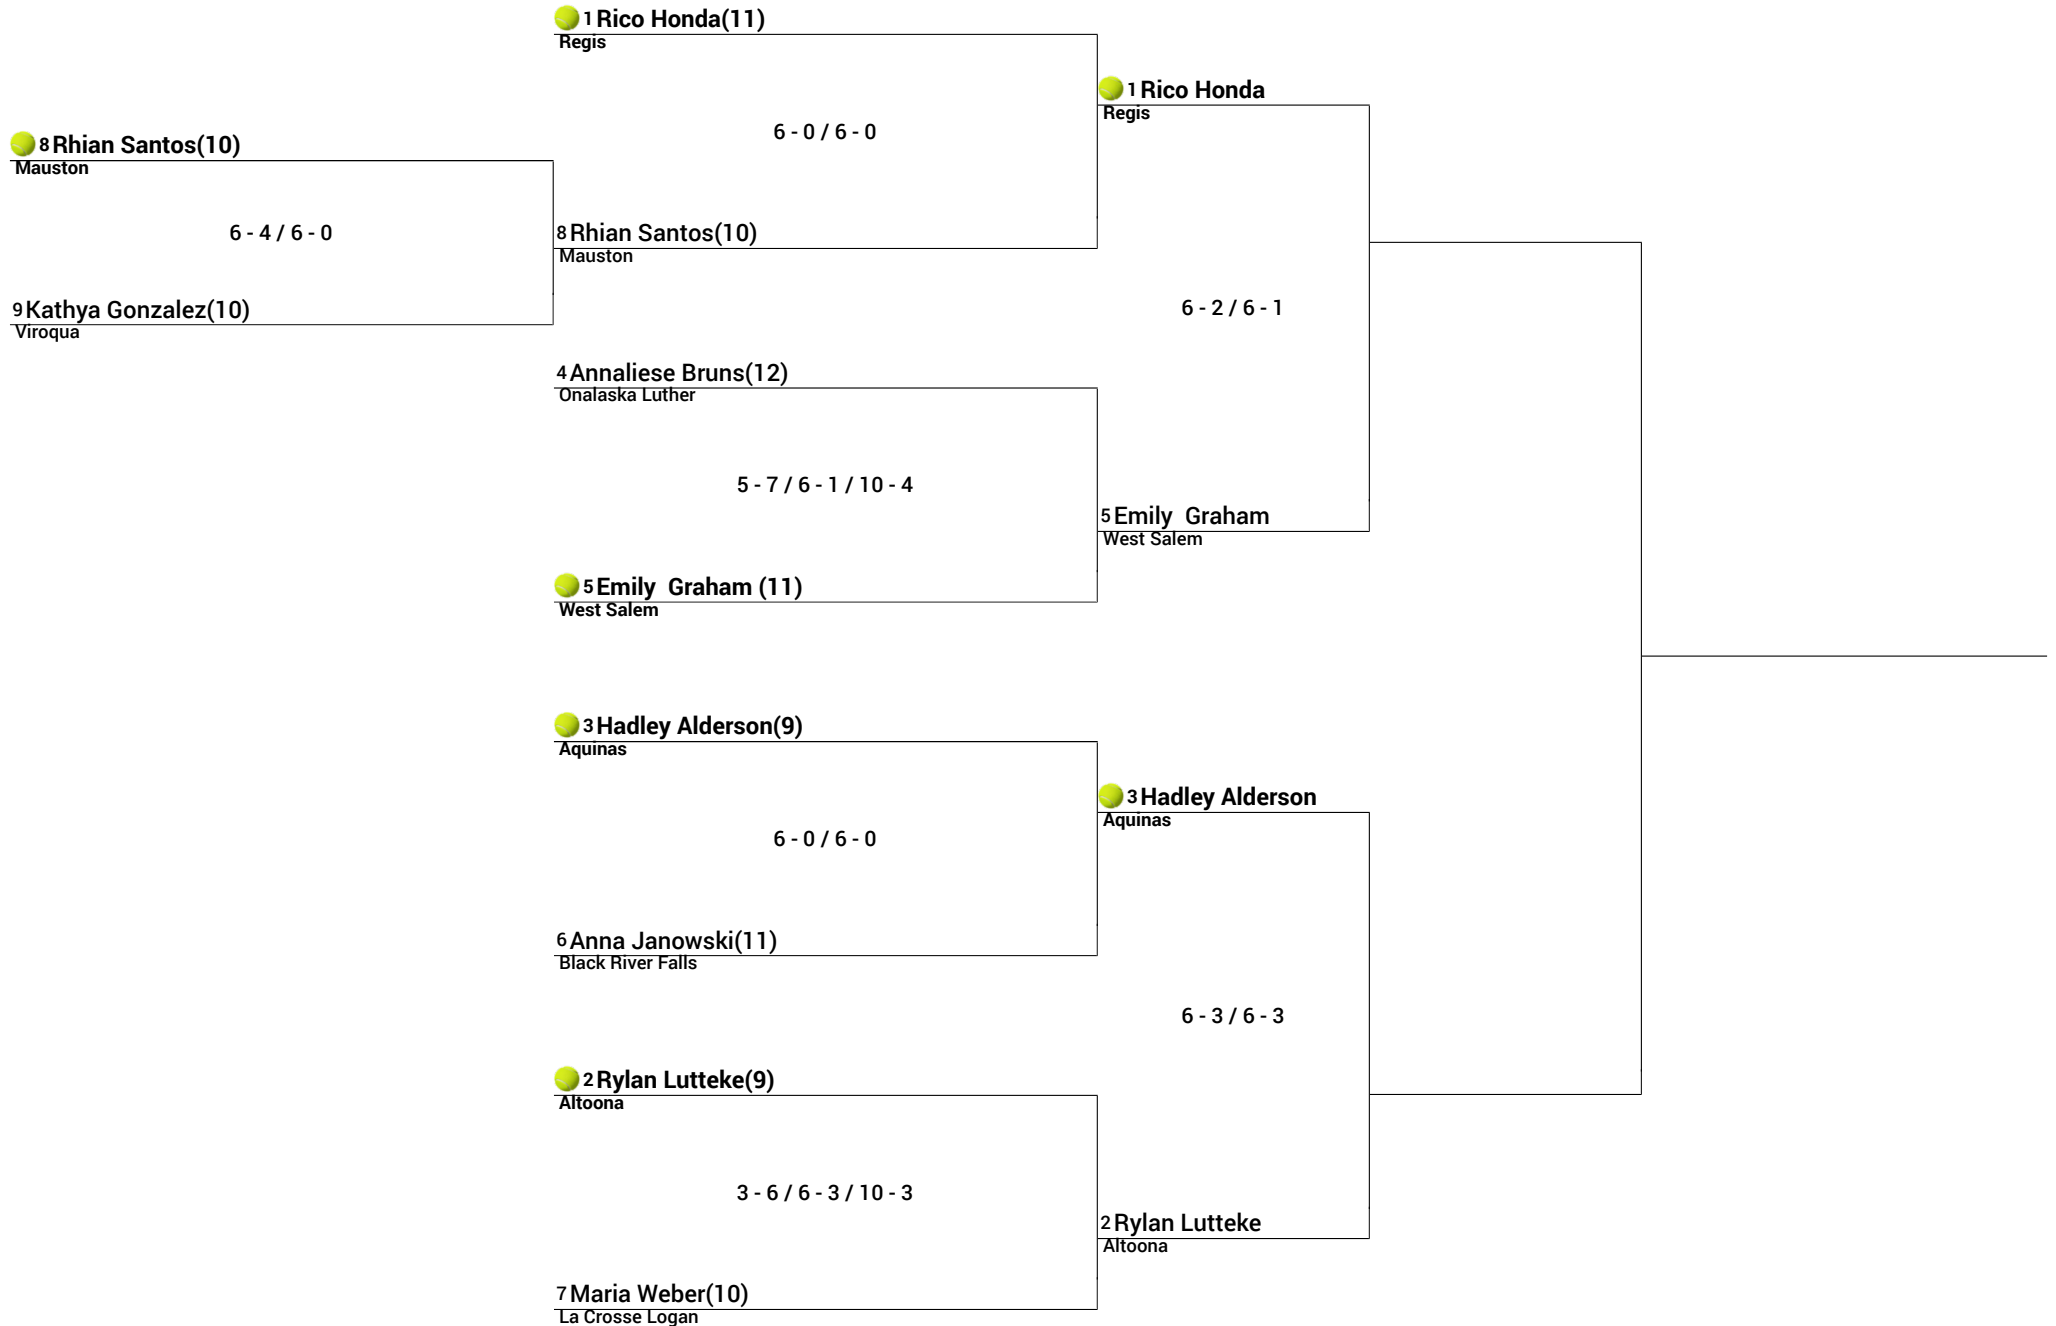 1 Rico Honda(11)
Regis
1 Rico Honda
Regis
6 - 0 / 6 - 0
8 Rhian Santos(10)
Mauston
6 - 4 / 6 - 0
8 Rhian Santos(10)
Mauston
9 Kathya Gonzalez(10)
Viroqua
6 - 2 / 6 - 1
4 Annaliese Bruns(12)
Onalaska Luther
5 - 7 / 6 - 1 / 10 - 4
5 Emily  Graham
West Salem
5 Emily  Graham (11)
West Salem
3 Hadley Alderson(9)
Aquinas
3 Hadley Alderson
Aquinas
6 - 0 / 6 - 0
6 Anna Janowski(11)
Black River Falls
6 - 3 / 6 - 3
2 Rylan Lutteke(9)
Altoona
3 - 6 / 6 - 3 / 10 - 3
2 Rylan Lutteke
Altoona
7 Maria Weber(10)
La Crosse Logan